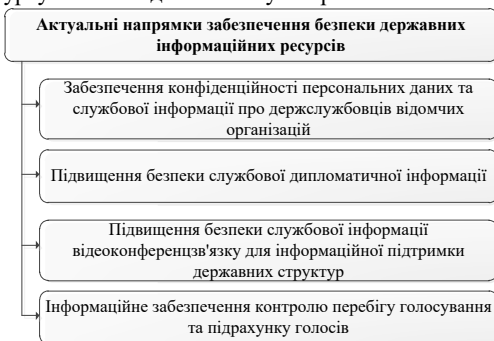 Актуальні напрямки забезпечення безпеки державних
інформаційних ресурсів
Забезпечення конфіденційності персональних даних та
службової інформації про держслужбовців відомчих
організацій
Підвищення безпеки службової дипломатичної інформації
Підвищення безпеки службової інформації
відеоконференцзв'язку для інформаційної підтримки
державних структур
Інформаційне забезпечення контролю перебігу голосування
та підрахунку голосів